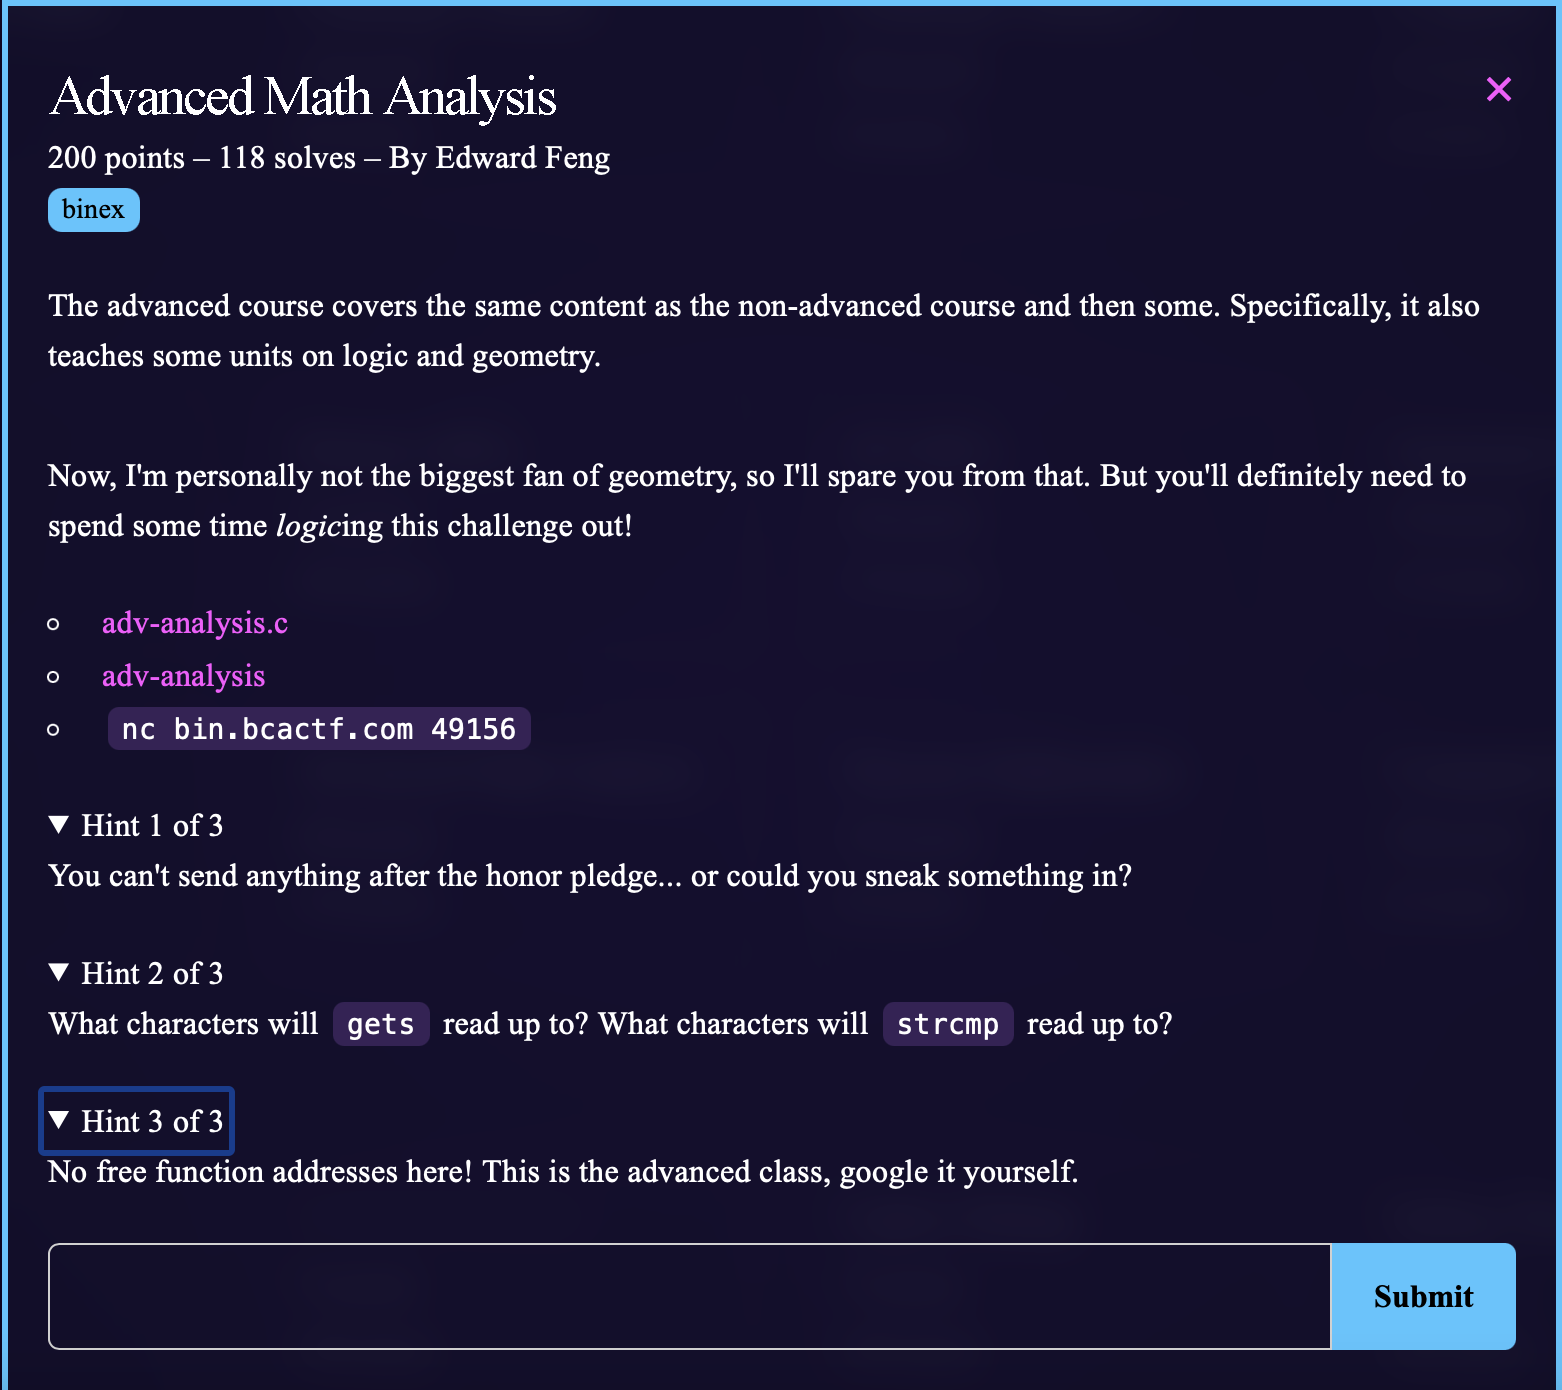 Advanced Math Analysis
200 points – 118 solves – By Edward Feng
binex
The advanced course covers the same content as the non-advanced course and then some. Specifically, it also
teaches some units on logic and geometry.
Now, I'm personally not the biggest fan of geometry, so I'll spare you from that. But you'll definitely need to
spend some time logicing this challenge out!
adv-analysis.c
adv-analysis
nc bin.bcactf.com 49156
Hint 1 of 3
You can't send anything after the honor pledge... or could you sneak something in?
Hint 2 of 3
What characters will gets read up to? What characters will strcmp read up to?
Hint 3 of 3
No free function addresses here! This is the advanced class, google it yourself.
Submit